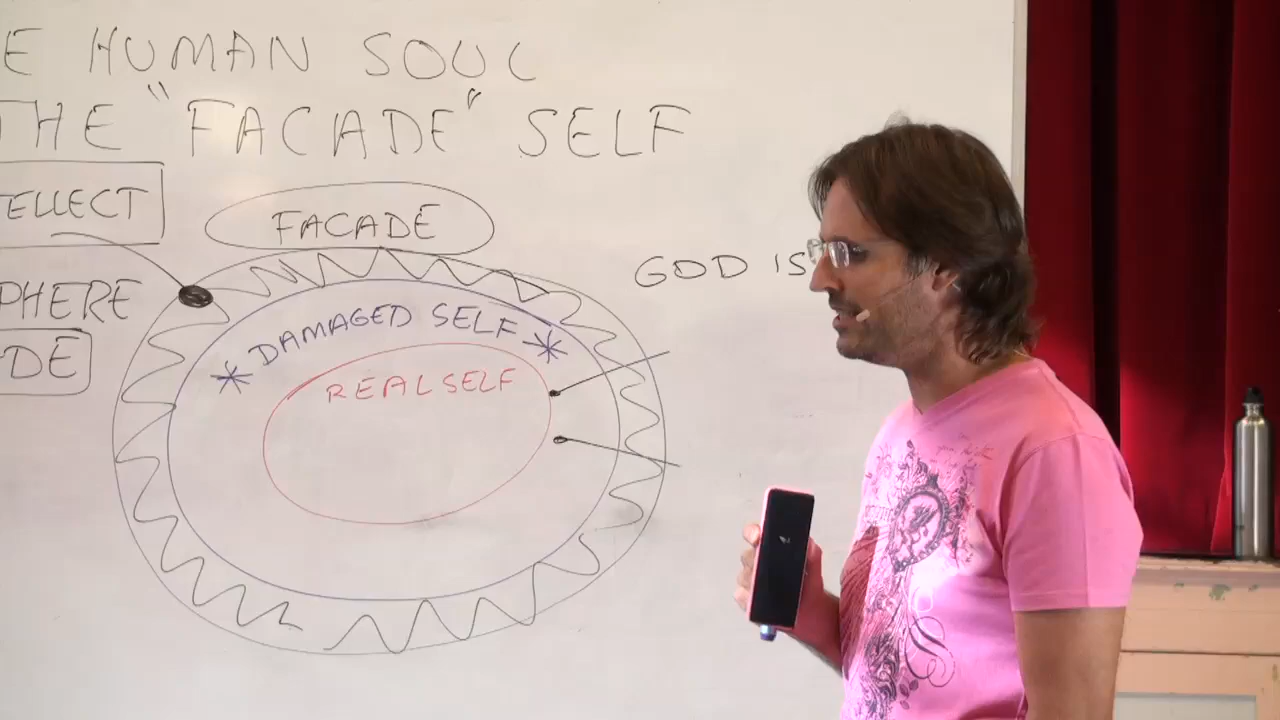 E HUMAN SOUL
THE "FACADE" SELF
ELLECT
FACADE
GOD IS
PHERE
DE
* DAMAGED SELF *
REAL SELF